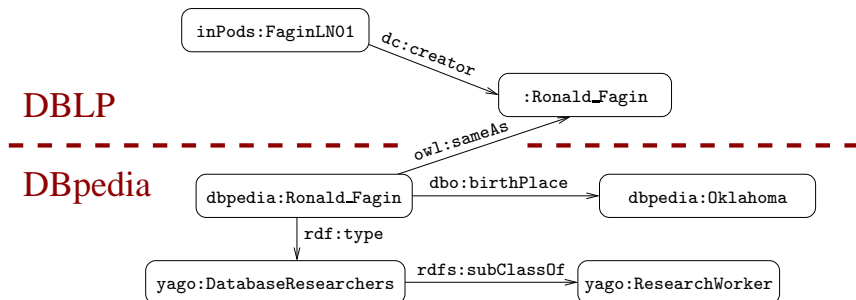 inPods:FaginLN01
dc:creator
:Ronald_Fagin
DBLP
owl:sameAs
DBpedia
dbpedia:Ronald_Fagin
dbo:birthPlace
dbpedia:Oklahoma
rdf:type
yago:DatabaseResearchers
rdfs:subClassOf
yago:ResearchWorker